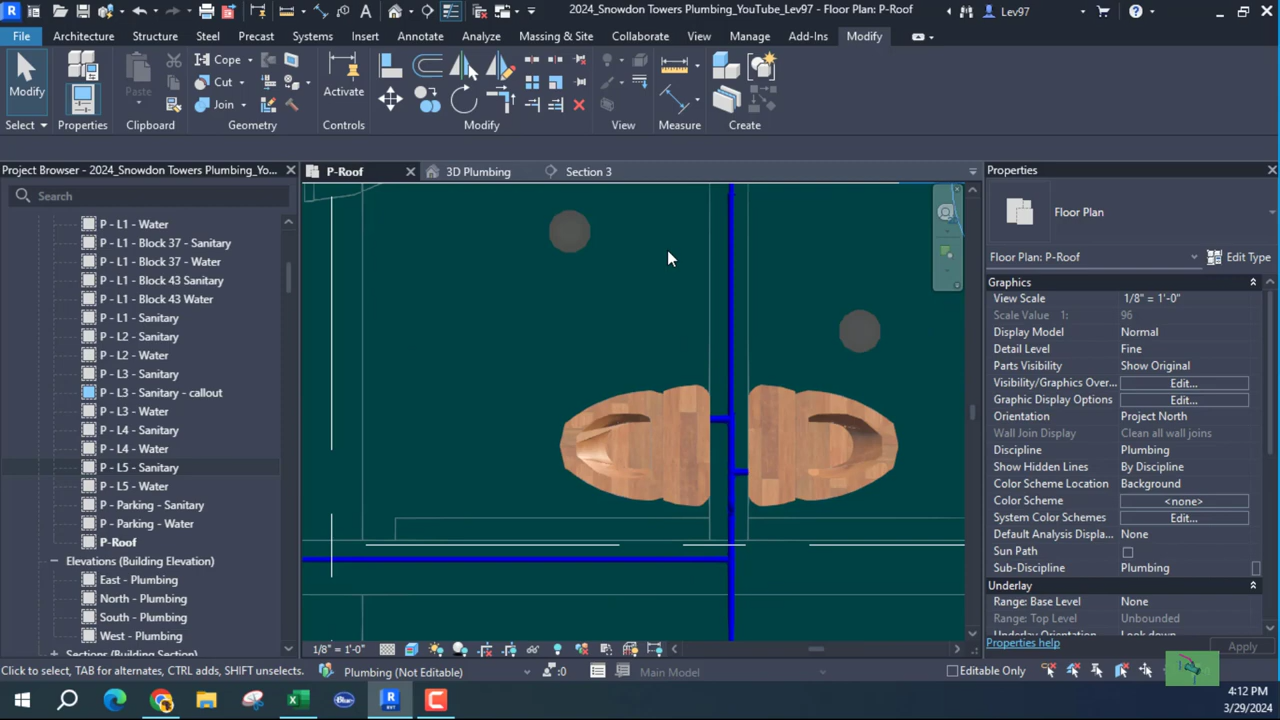 2024_Snowdon Towers Plumbing_YouTube_Lev97 - Floor Plan: P-Roof
Lev97
File Architecture Structure Steel Precast Systems Insert Annotate Analyze Massing & Site Collaborate View Manage Add-Ins Modify
Modify
Properties
Paste
Cope
Cut
Join
Activate
Select Properties Clipboard Geometry Controls Modify View Measure Create
Project Browser - 2024_Snowdon Towers Plumbing_Yo...
Search
P - L1 - Water
P - L1 - Block 37 - Sanitary
P - L1 - Block 37 - Water
P - L1 - Block 43 Sanitary
P - L1 - Block 43 Water
P - L1 - Sanitary
P - L2 - Sanitary
P - L2 - Water
P - L3 - Sanitary
P - L3 - Sanitary - callout
P - L3 - Water
P - L4 - Sanitary
P - L4 - Water
P - L5 - Sanitary
P - L5 - Water
P - Parking - Sanitary
P - Parking - Water
P-Roof
Elevations (Building Elevation)
East - Plumbing
North - Plumbing
South - Plumbing
West - Plumbing
Sections (Building Section)
P-Roof 3D Plumbing Section 3
Properties
Floor Plan
Floor Plan: P-Roof Edit Type
Graphics
View Scale 1/8" = 1'-0"
Scale Value 1: 96
Display Model Normal
Detail Level Fine
Parts Visibility Show Original
Visibility/Graphics Over... Edit...
Graphic Display Options Edit...
Orientation Project North
Wall Join Display Clean all wall joins
Discipline Plumbing
Show Hidden Lines By Discipline
Color Scheme Location Background
Color Scheme <none>
System Color Schemes Edit...
Default Analysis Displa... None
Sun Path
Sub-Discipline Plumbing
Underlay
Range: Base Level None
Range: Top Level Unbounded
Underlay Orientation Look down
Properties help Apply
1/8" = 1'-0"
Click to select, TAB for alternates, CTRL adds, SHIFT unselects. Plumbing (Not Editable) :0 Main Model Editable Only
4:12 PM
3/29/2024